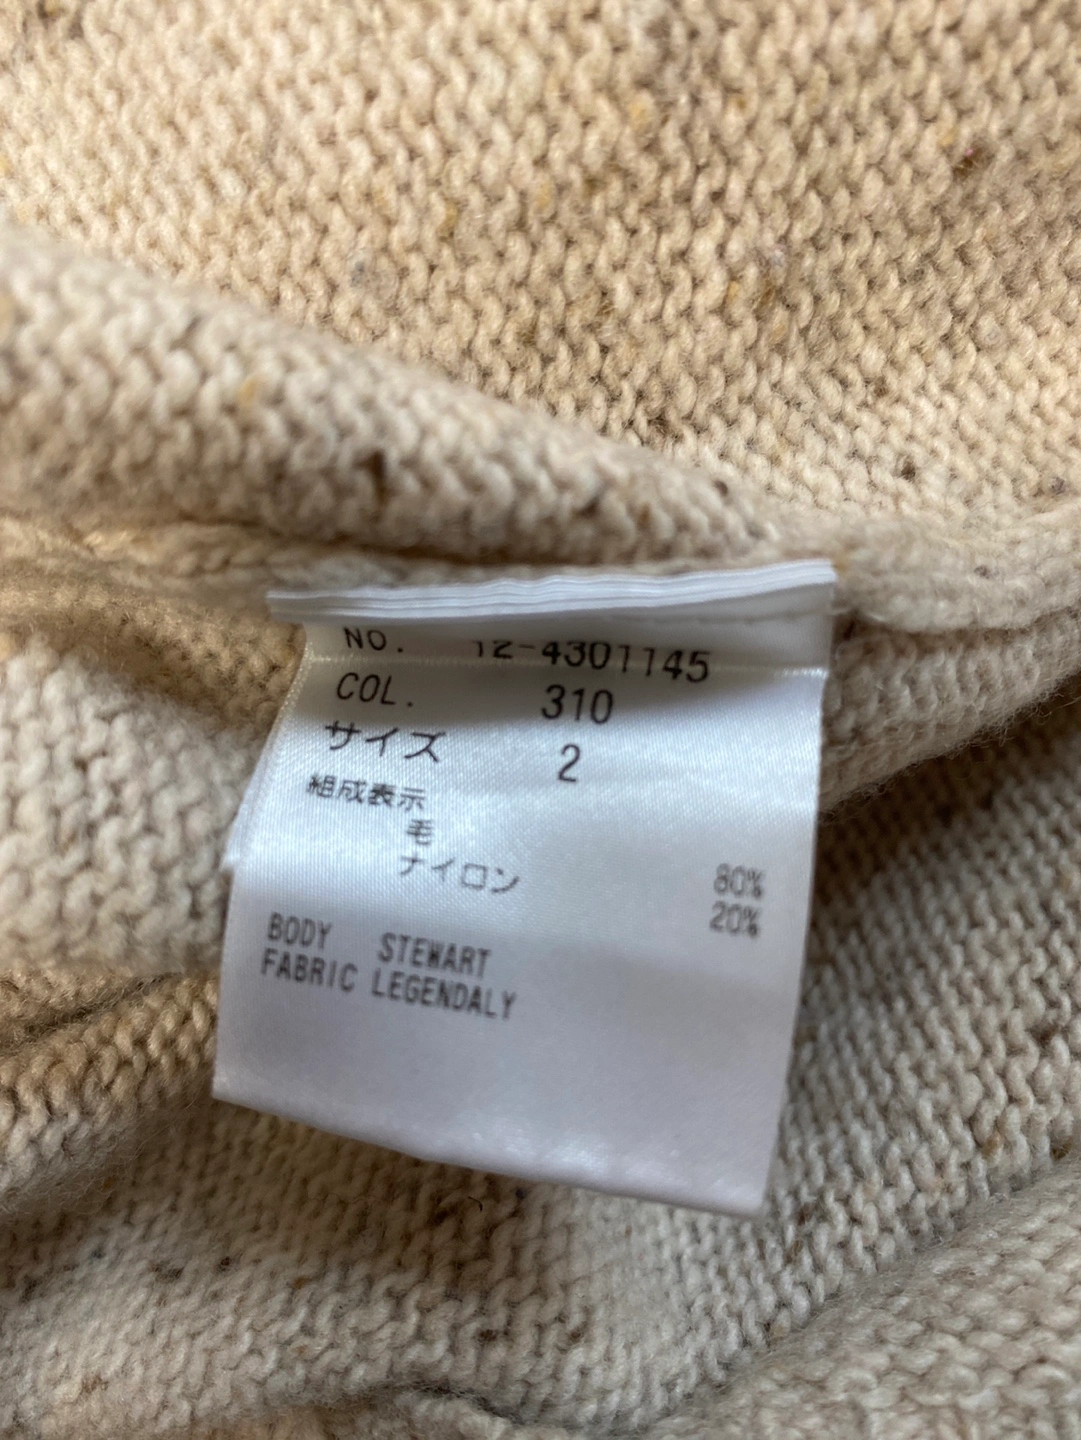 NO. 12-4301145
COL. 310
サイズ 2
組成表示
毛 80%
ナイロン 20%
BODY STEWART
FABRIC LEGENDALY